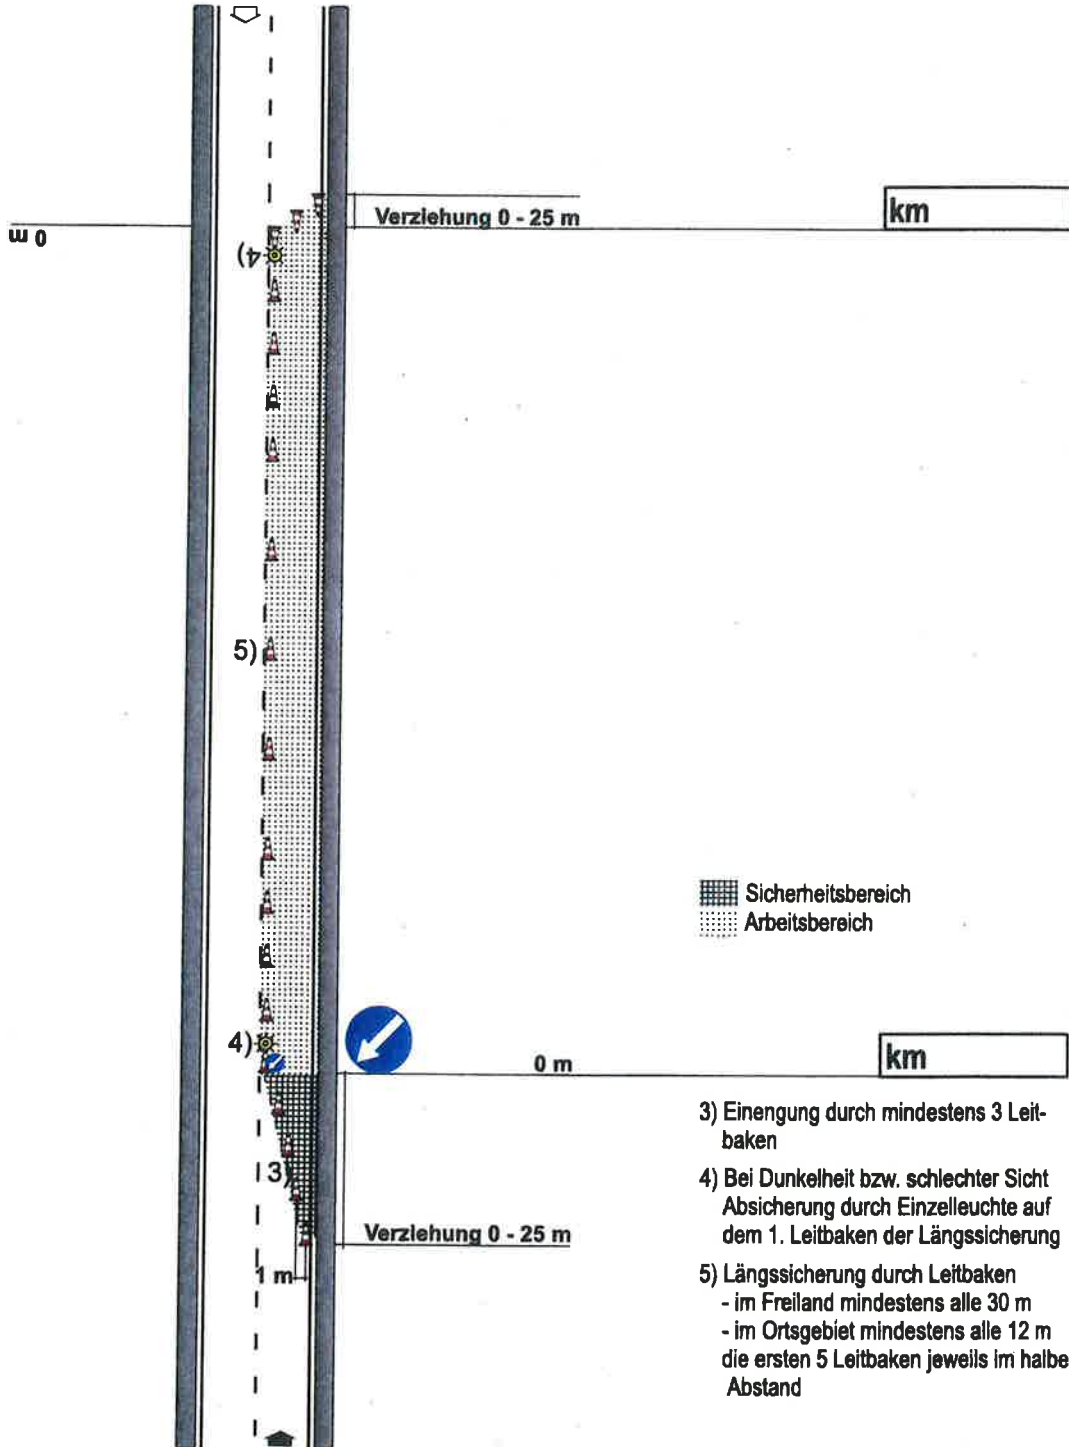 Verziehung 0 - 25 m
km
0 m
4)
5)
Sicherheitsbereich
Arbeitsbereich
4)
0 m
km
3) Einengung durch mindestens 3 Leit-
baken
3)
4) Bei Dunkelheit bzw. schlechter Sicht
Absicherung durch Einzelleuchte auf
dem 1. Leitbaken der Längssicherung
Verziehung 0 - 25 m
1 m
5) Längssicherung durch Leitbaken
- im Freiland mindestens alle 30 m
- im Ortsgebiet mindestens alle 12 m
die ersten 5 Leitbaken jeweils im halbe
Abstand